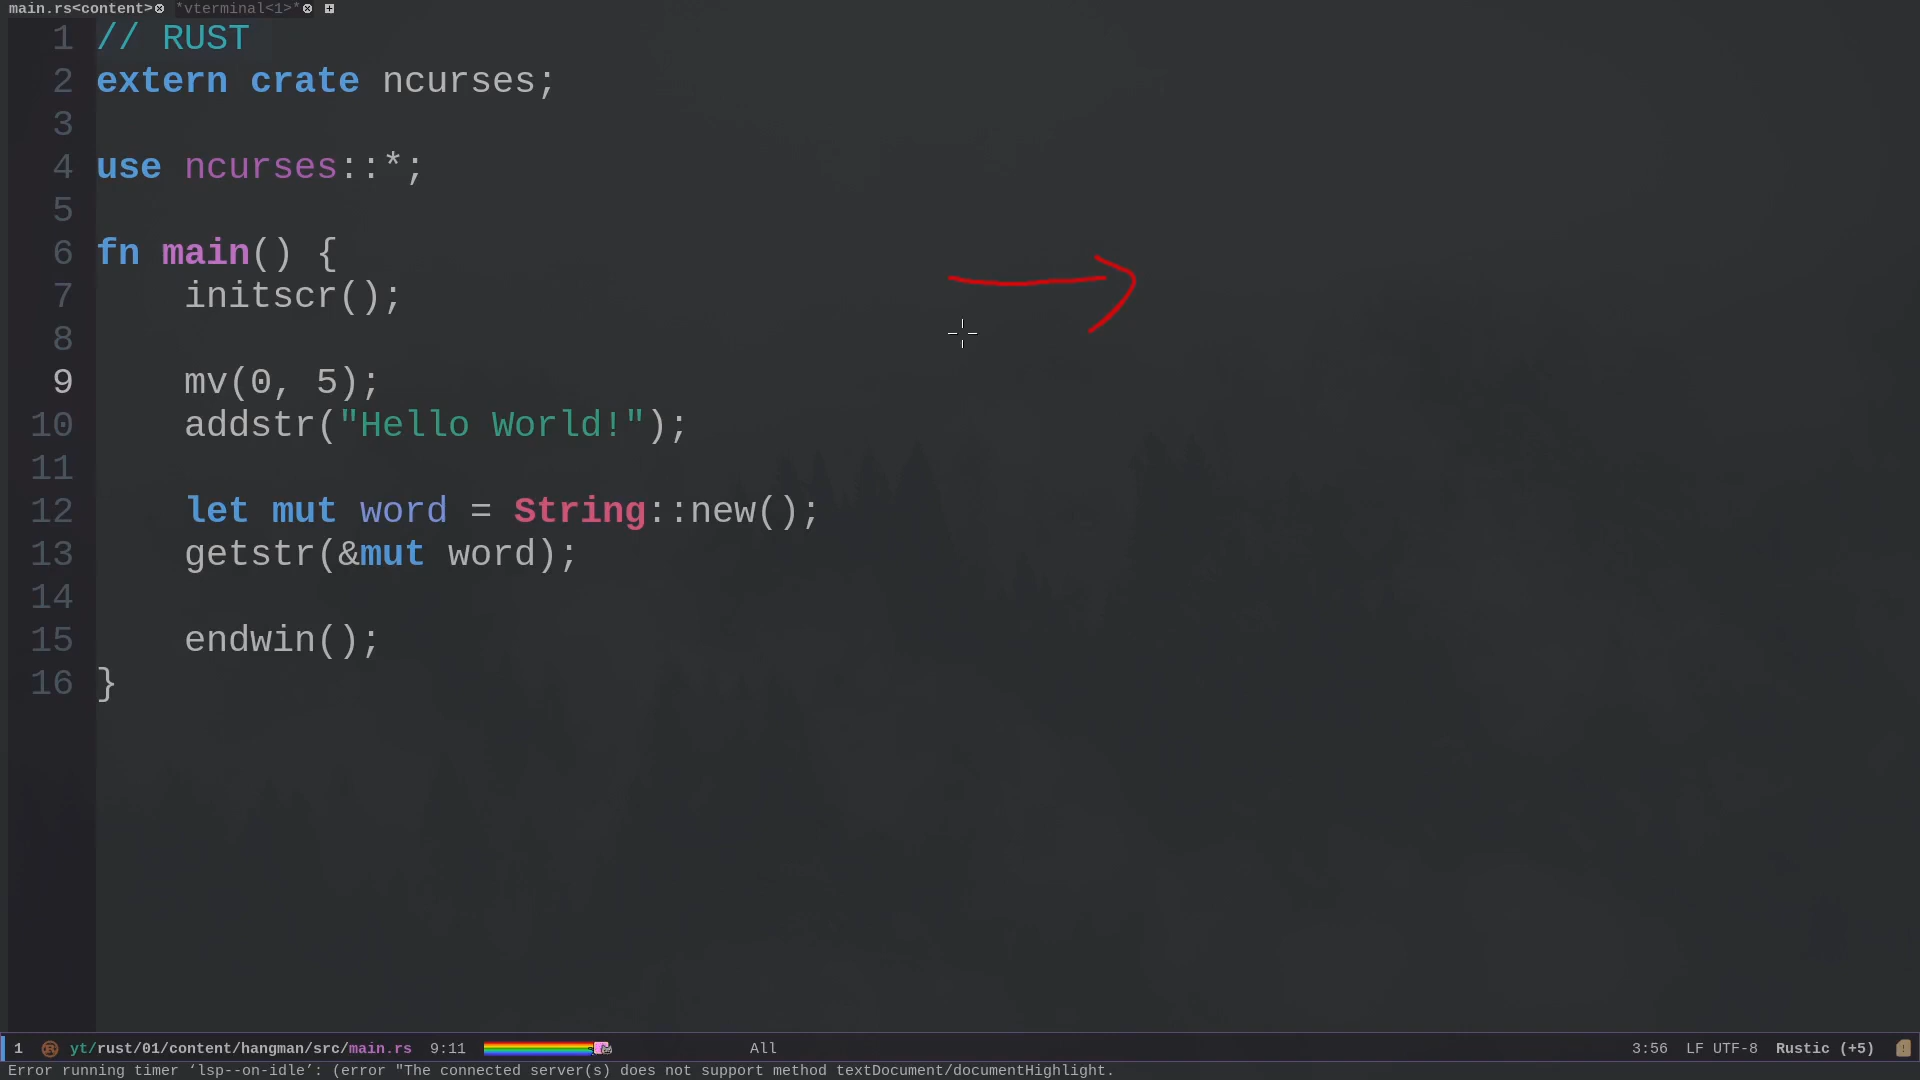 main.rs<content> *vterminal<1>*
1 // RUST
2 extern crate ncurses;
3
4 use ncurses::*;
5
6 fn main() {
7     initscr();
8
9     mv(0, 5);
10     addstr("Hello World!");
11
12     let mut word = String::new();
13     getstr(&mut word);
14
15     endwin();
16 }
1 yt/rust/01/content/hangman/src/main.rs 9:11 All 3:56 LF UTF-8 Rustic (+5)
Error running timer ‘lsp--on-idle’: (error "The connected server(s) does not support method textDocument/documentHighlight.